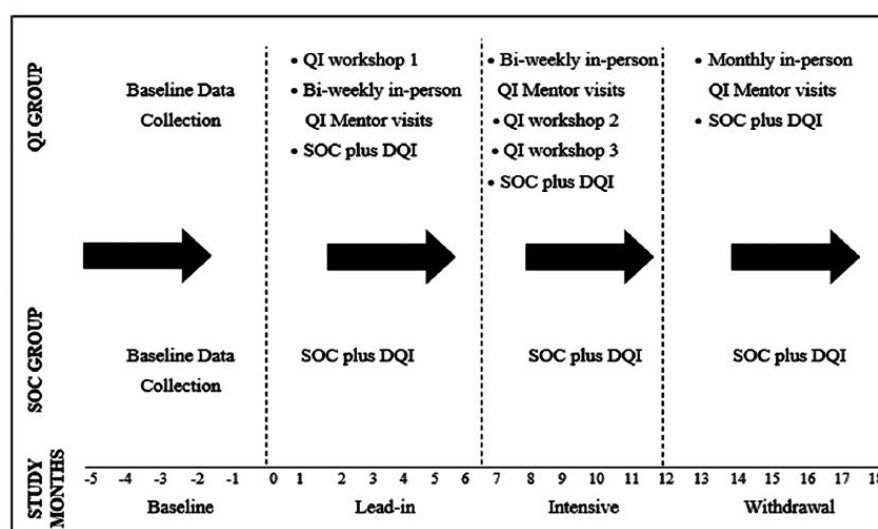 QI GROUP
Baseline Data
Collection
• QI workshop 1
• Bi-weekly in-person
QI Mentor visits
• SOC plus DQI
• Bi-weekly in-person
QI Mentor visits
• QI workshop 2
• QI workshop 3
• SOC plus DQI
• Monthly in-person
QI Mentor visits
• SOC plus DQI
SOC GROUP
Baseline Data
Collection
SOC plus DQI
SOC plus DQI
SOC plus DQI
STUDY
MONTHS
-5 -4 -3 -2 -1 0 1 2 3 4 5 6 7 8 9 10 11 12 13 14 15 16 17 18
Baseline Lead-in Intensive Withdrawal